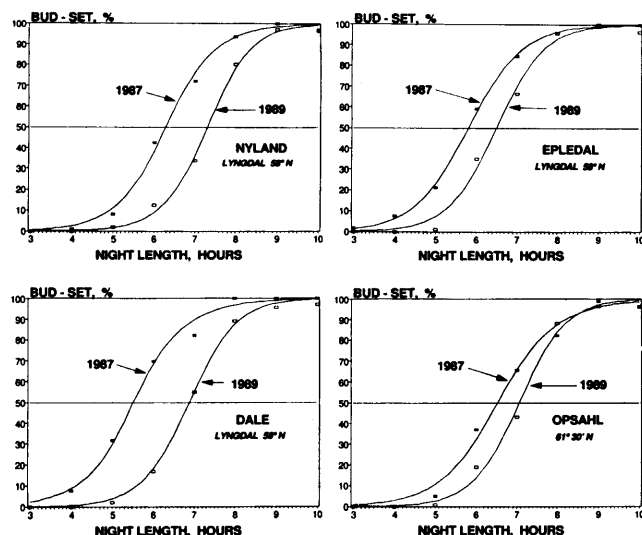 BUD - SET, %
100
90
80
70
60
50
40
30
20
10
0
1987
1989
NYLAND
LYNGDAL 58° N
3 4 5 6 7 8 9 10
NIGHT LENGTH, HOURS
BUD - SET, %
100
90
80
70
60
50
40
30
20
10
0
1987
1989
EPLEDAL
LYNGDAL 58° N
3 4 5 6 7 8 9 10
NIGHT LENGTH, HOURS
BUD - SET, %
100
90
80
70
60
50
40
30
20
10
0
1987
1989
DALE
LYNGDAL 58° N
3 4 5 6 7 8 9 10
NIGHT LENGTH, HOURS
BUD - SET, %
100
90
80
70
60
50
40
30
20
10
0
1987
1989
OPSAHL
61° 30' N
3 4 5 6 7 8 9 10
NIGHT LENGTH, HOURS